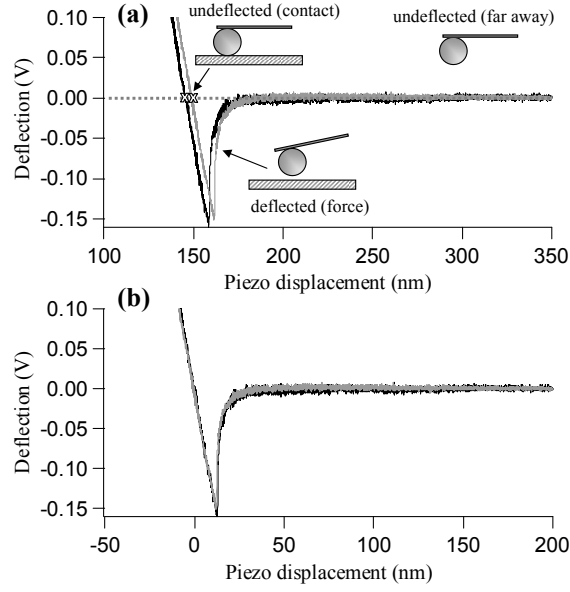 (a)
undeflected (contact)
undeflected (far away)
deflected (force)
Deflection (V)
0.10
0.05
0.00
-0.05
-0.10
-0.15
100 150 200 250 300 350
Piezo displacement (nm)
(b)
Deflection (V)
0.10
0.05
0.00
-0.05
-0.10
-0.15
-50 0 50 100 150 200
Piezo displacement (nm)